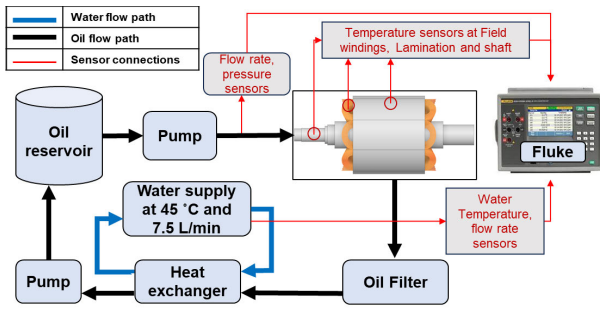 Water flow path
Oil flow path
Sensor connections
Flow rate,
pressure
sensors
Temperature sensors at Field
windings, Lamination and shaft
Oil
reservoir
Pump
Fluke
Water supply
at 45 ˚C and
7.5 L/min
Water
Temperature,
flow rate
sensors
Pump
Heat
exchanger
Oil Filter